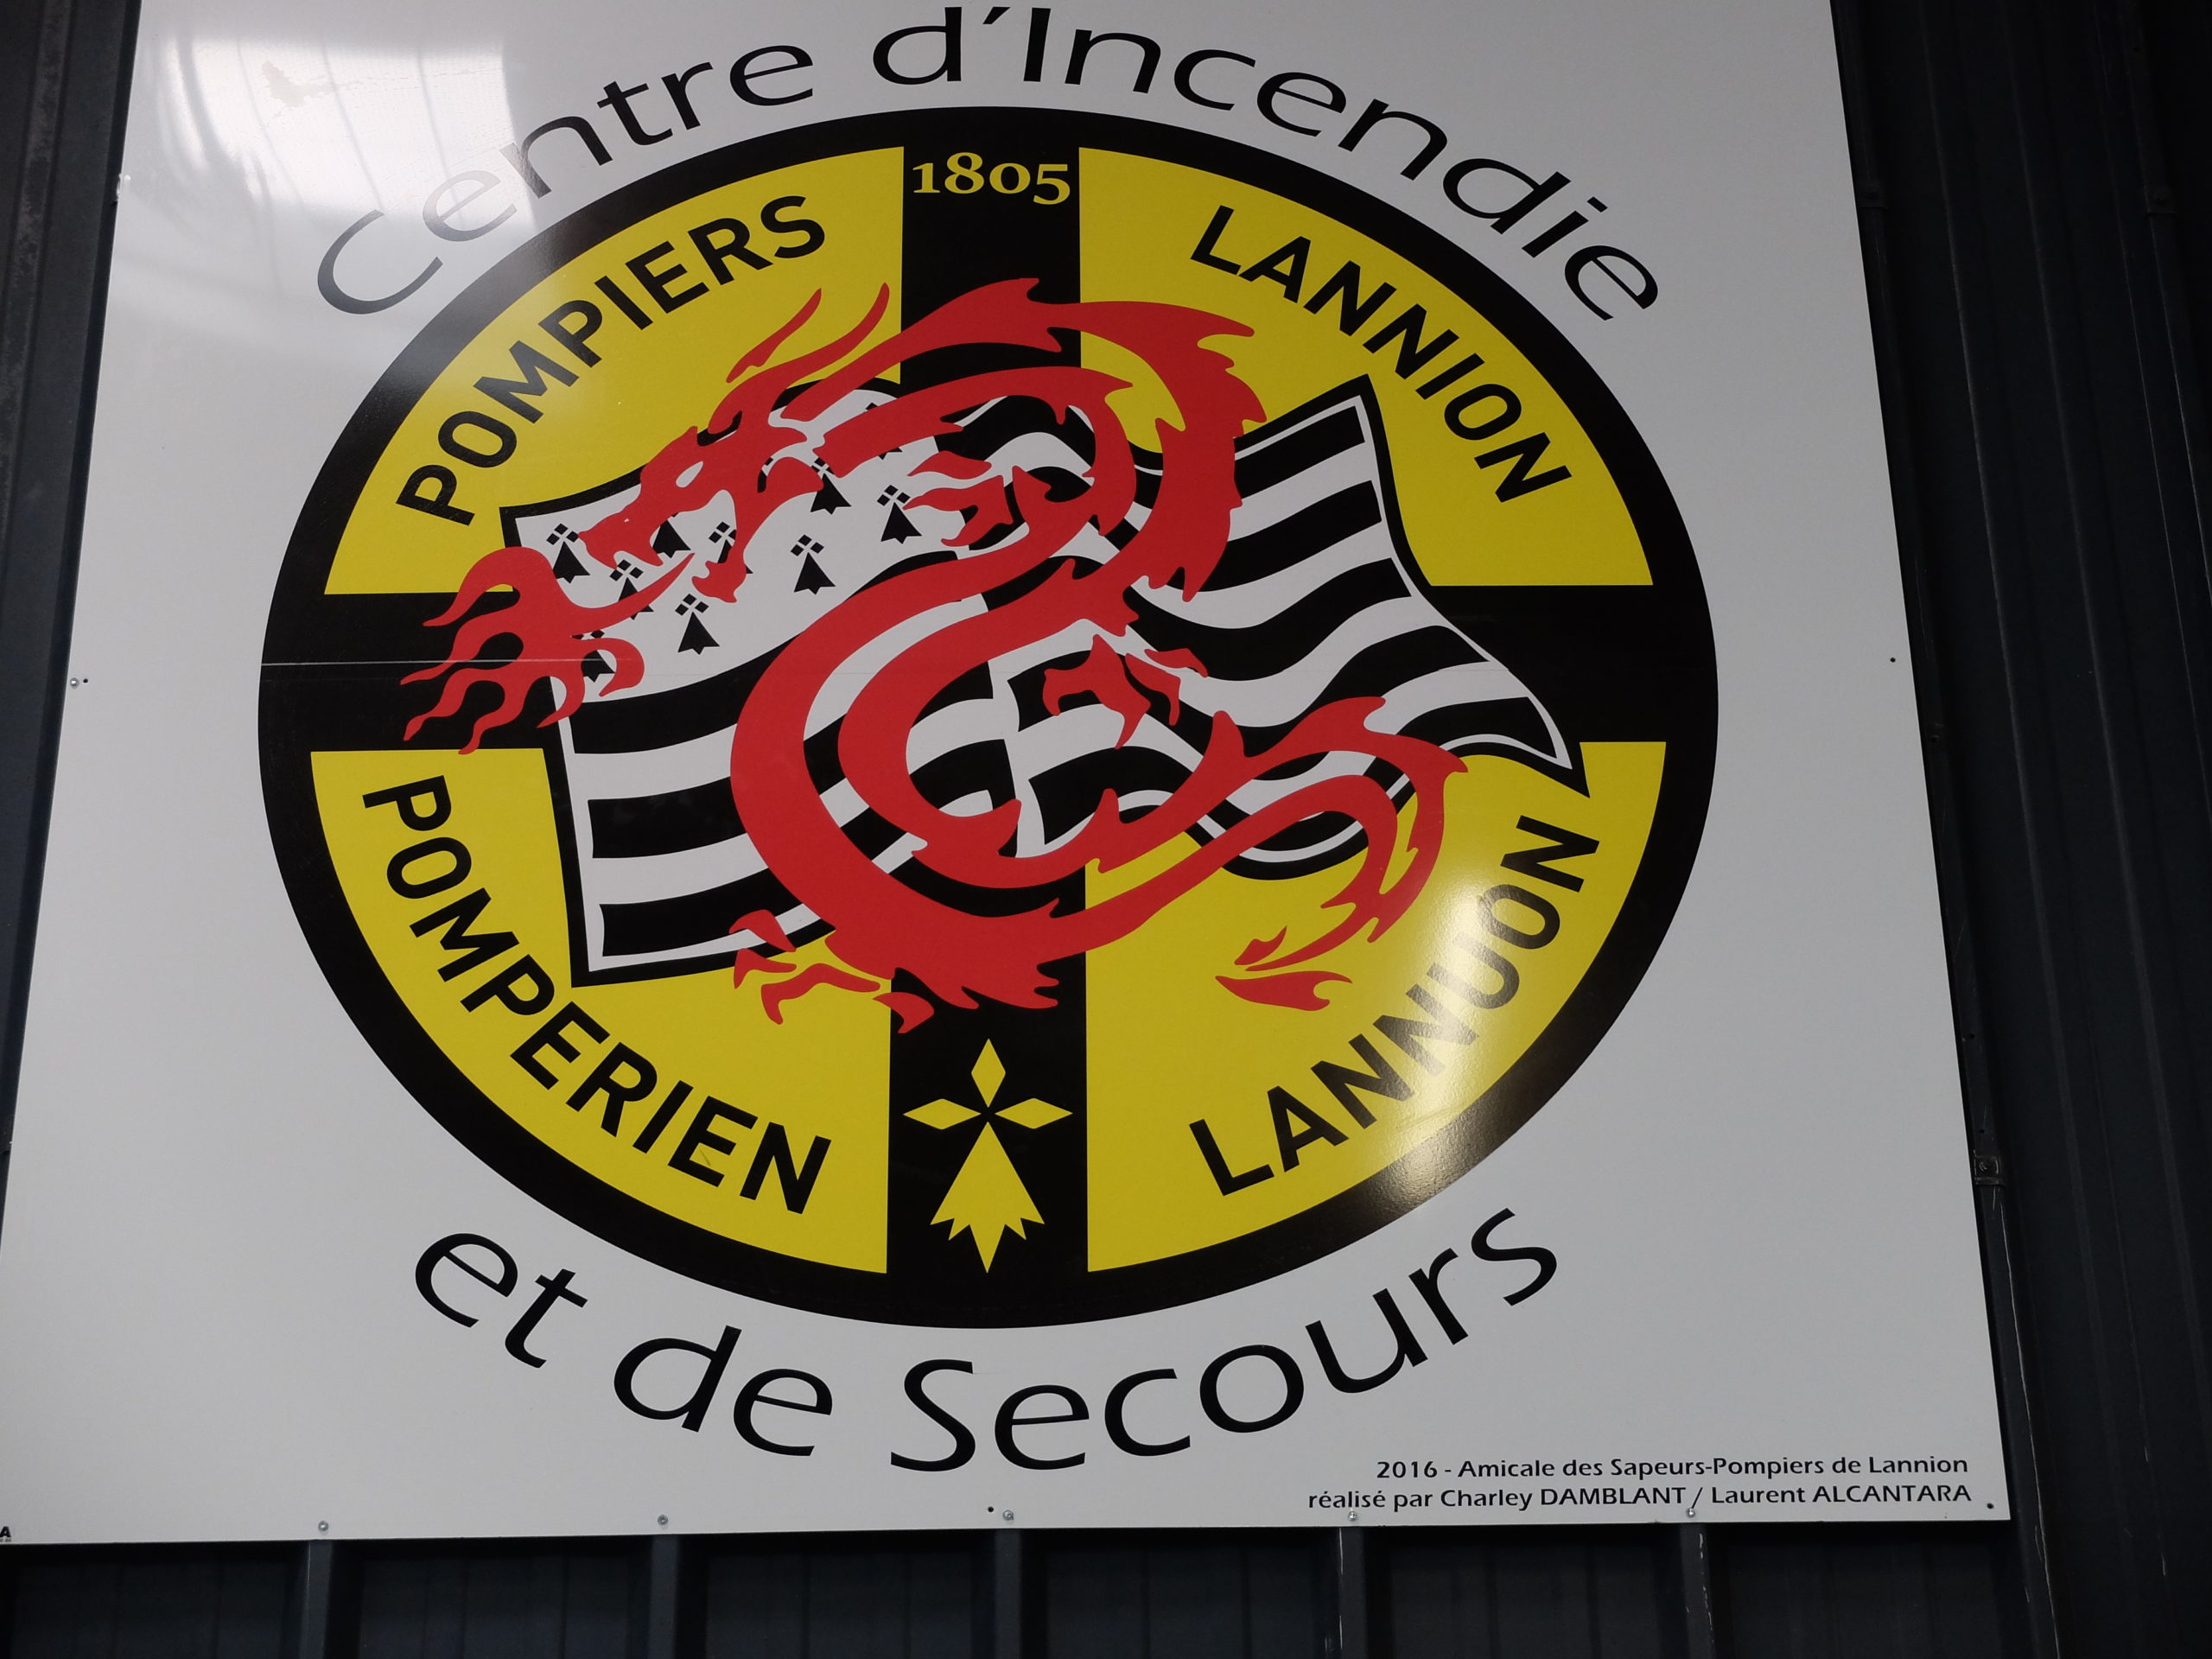 Centre d'Incendie
1805
POMPIERS
LANNION
POMPERIEN
LANNUON
et de Secours
2016 - Amicale des Sapeurs-Pompiers de Lannion
réalisé par Charley DAMBLANT / Laurent ALCANTARA